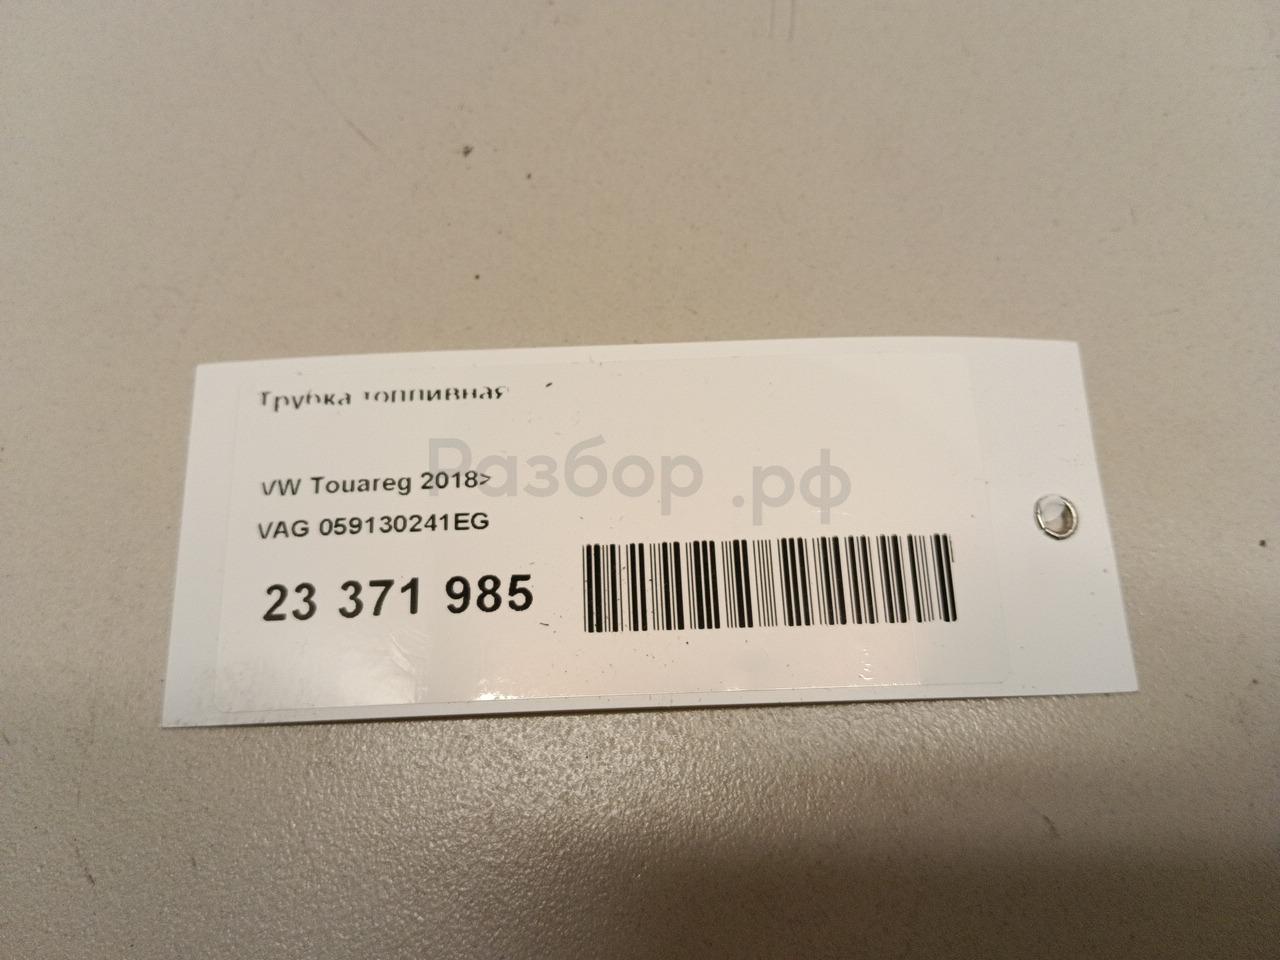 Трубка топливная
VW Touareg 2018>
VAG 059130241EG
23 371 985
Разбор.рф